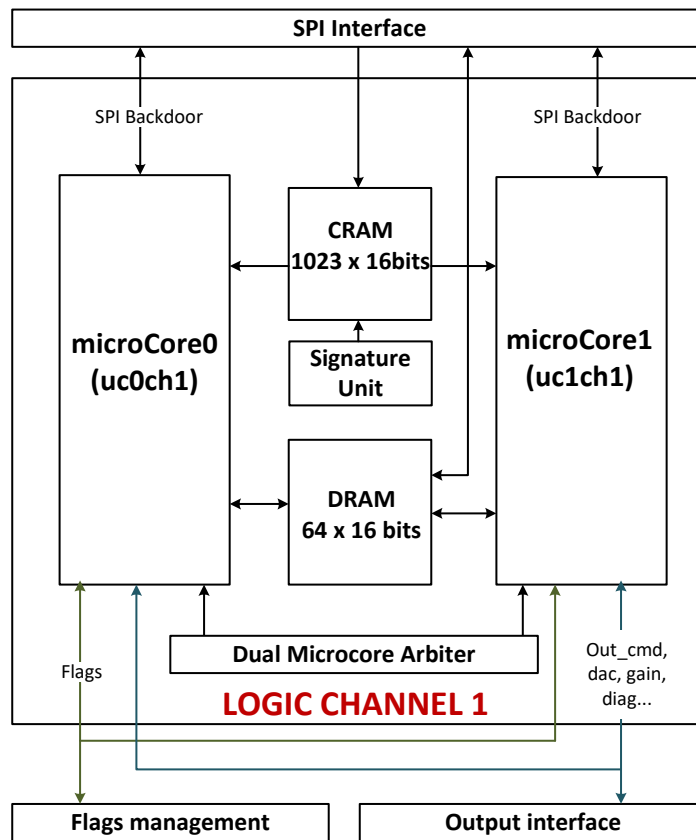 SPI Interface
SPI Backdoor
SPI Backdoor
CRAM
1023 x 16bits
microCore0
(uc0ch1)
microCore1
(uc1ch1)
Signature
Unit
DRAM
64 x 16 bits
Dual Microcore Arbiter
Flags
Out_cmd,
dac, gain,
diag...
LOGIC CHANNEL 1
Flags management
Output interface